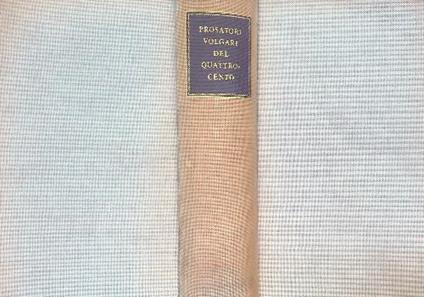 PROSATORI
VOLGARI
DEL
QUATTRO-
CENTO